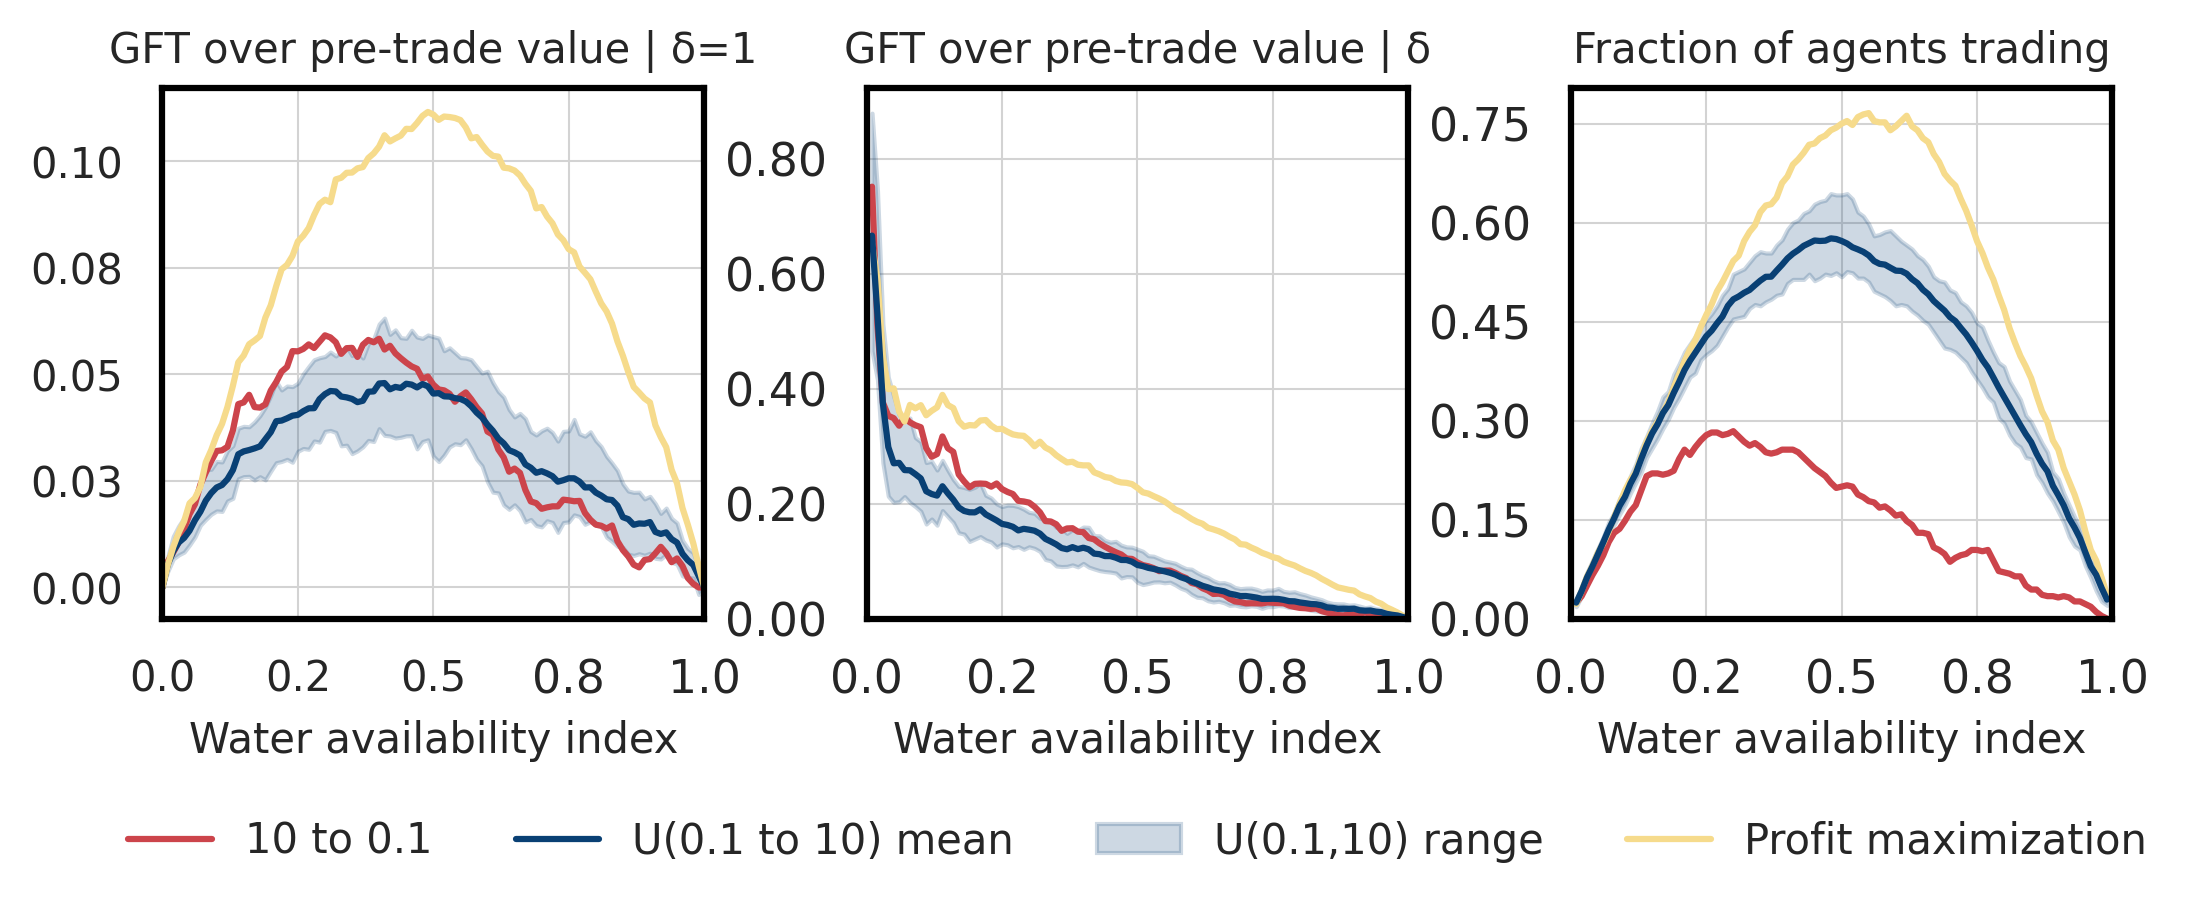 GFT over pre-trade value | δ=1
GFT over pre-trade value | δ
Fraction of agents trading
0.10
0.08
0.05
0.03
0.00
0.0 0.2 0.5 0.8 1.0
Water availability index
0.80
0.60
0.40
0.20
0.00
0.0 0.2 0.5 0.8 1.0
Water availability index
0.75
0.60
0.45
0.30
0.15
0.00
0.0 0.2 0.5 0.8 1.0
Water availability index
10 to 0.1
U(0.1 to 10) mean
U(0.1,10) range
Profit maximization